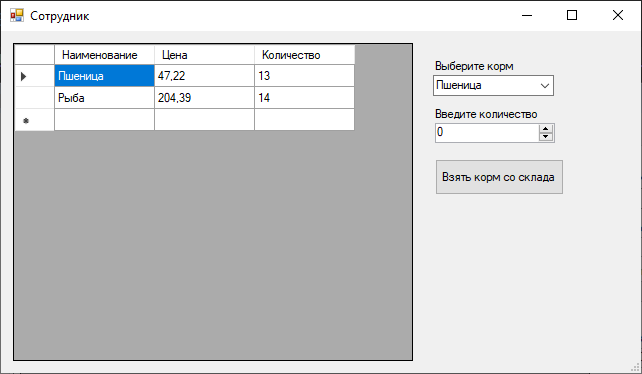 Сотрудник
Наименование Цена Количество
Пшеница 47,22 13
Рыба 204,39 14
Выберите корм
Пшеница
Введите количество
0
Взять корм со склада